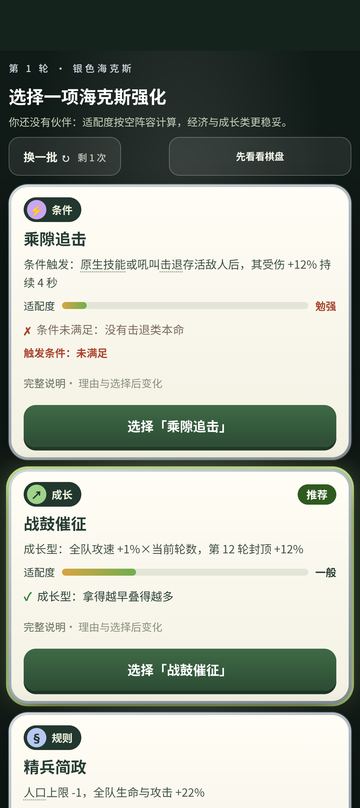 第 1 轮 · 银色海克斯
选择一项海克斯强化
你还没有伙伴：适配度按空阵容计算，经济与成长类更稳妥。
换一批 ↻ 剩 1 次
先看看棋盘
⚡ 条件
乘隙追击
条件触发：原生技能或吼叫击退存活敌人后，其受伤 +12% 持
续 4 秒
适配度 勉强
✗ 条件未满足：没有击退类本命
触发条件：未满足
完整说明 · 理由与选择后变化
选择「乘隙追击」
↗ 成长 推荐
战鼓催征
成长型：全队攻速 +1%×当前轮数，第 12 轮封顶 +12%
适配度 一般
✓ 成长型：拿得越早叠得越多
完整说明 · 理由与选择后变化
选择「战鼓催征」
§ 规则
精兵简政
人口上限 -1，全队生命与攻击 +22%